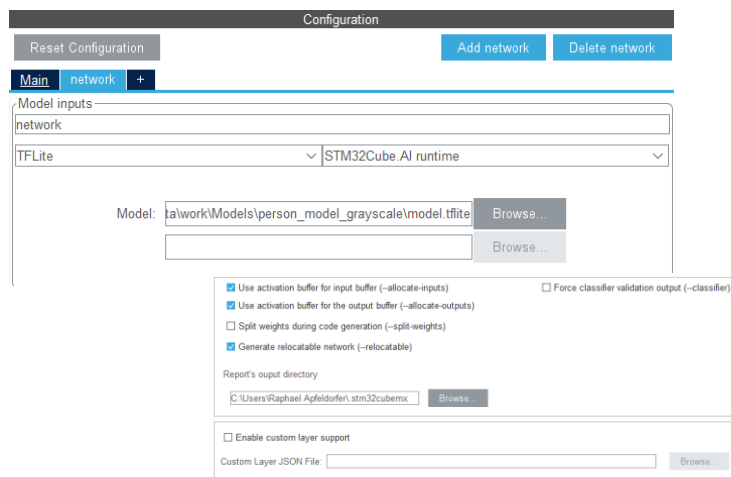 Configuration
Reset Configuration Add network Delete network
Main network +
Model inputs
network
TFLite STM32Cube.AI runtime
Model: ta\work\Models\person_model_grayscale\model.tflite Browse...
Browse...
Use activation buffer for input buffer (--allocate-inputs) Force classifier validation output (--classifier)
Use activation buffer for the output buffer (--allocate-outputs)
Split weights during code generation (--split-weights)
Generate relocatable network (--relocatable)
Report's ouput directory
C:\Users\Raphael Apfeldorfer\.stm32cubemx Browse...
Enable custom layer support
Custom Layer JSON File: Browse...